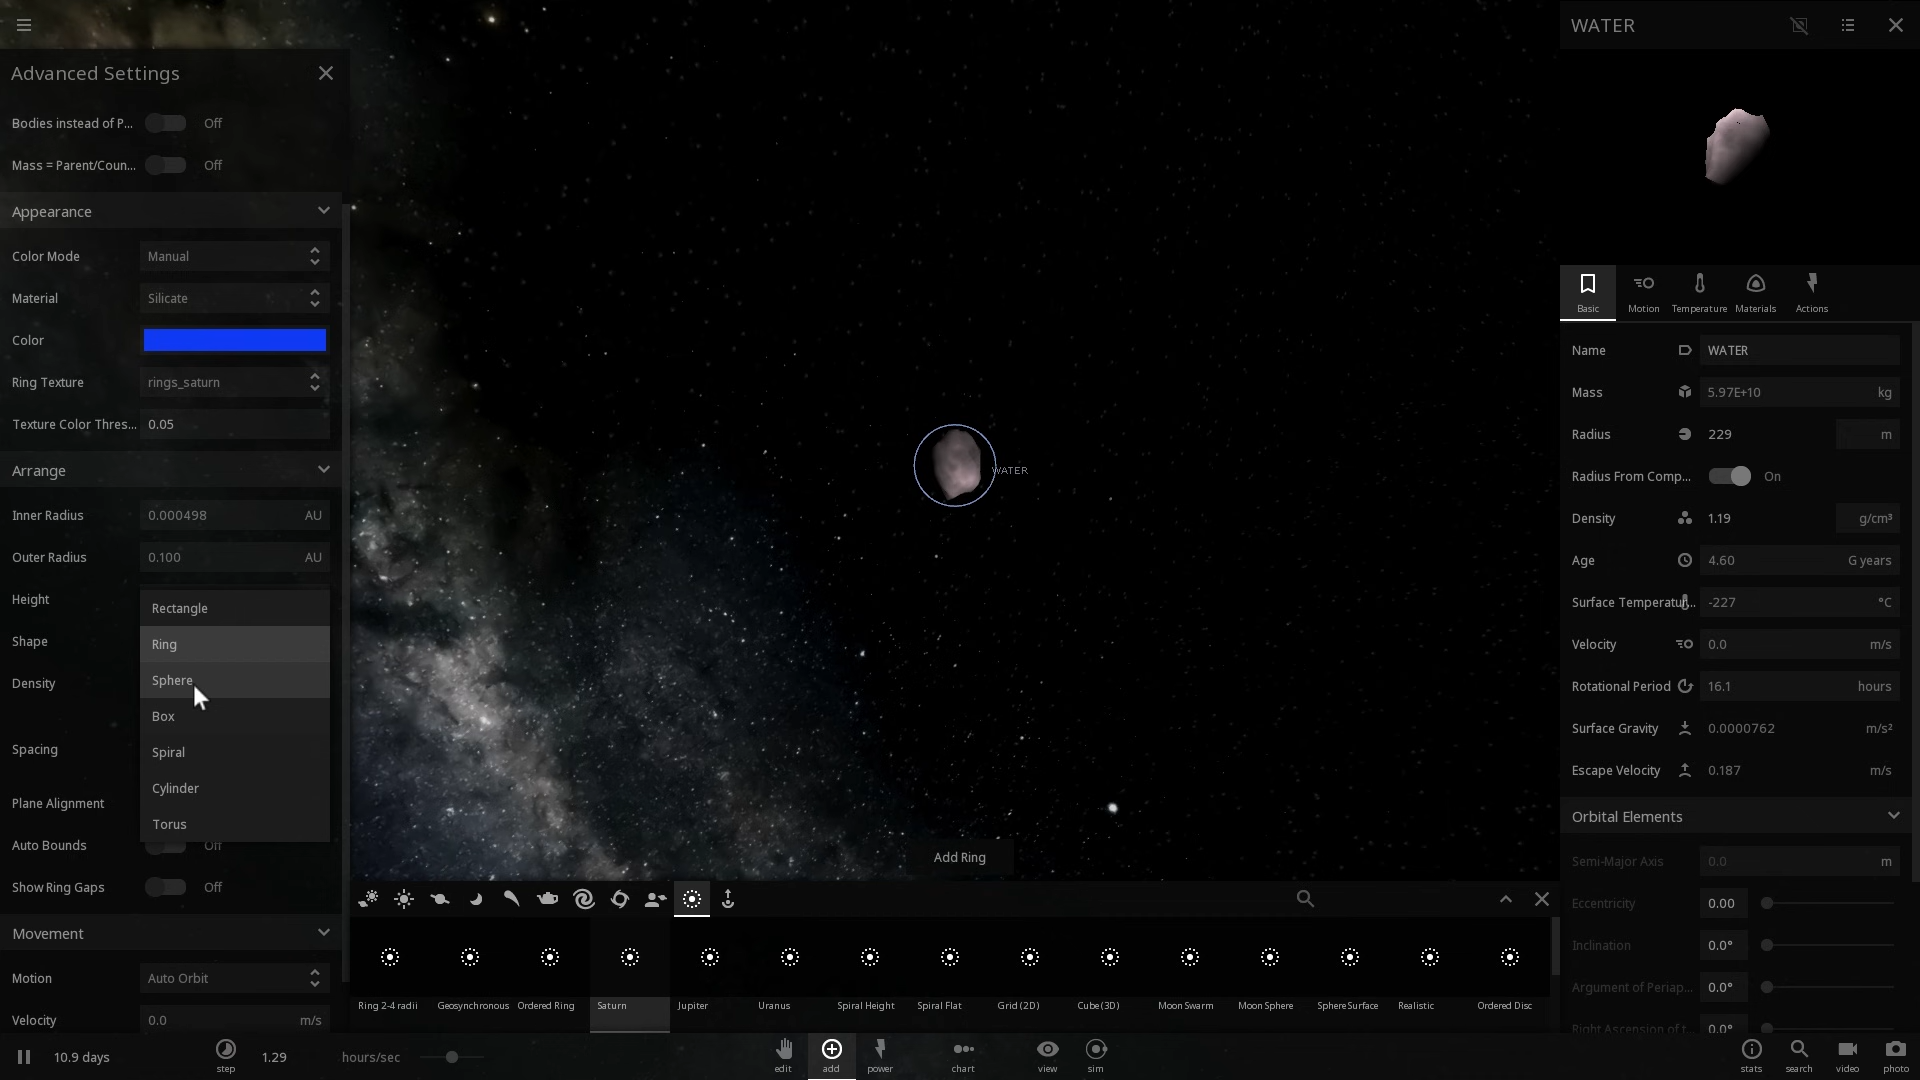 Advanced Settings
Bodies instead of P...
Off
Mass = Parent/Coun...
Off
Appearance
Color Mode
Manual
Material
Silicate
Color
Ring Texture
rings_saturn
Texture Color Thres...
0.05
Arrange
Inner Radius
0.000498
AU
Outer Radius
0.100
AU
Height
Shape
Density
Spacing
Plane Alignment
Rectangle
Ring
Sphere
Box
Spiral
Cylinder
Torus
Auto Bounds
Off
Show Ring Gaps
Off
Movement
Motion
Auto Orbit
Velocity
0.0
m/s
WATER
Add Ring
Ring 2-4 radii
Geosynchronous
Ordered Ring
Saturn
Jupiter
Uranus
Spiral Height
Spiral Flat
Grid (2D)
Cube (3D)
Moon Swarm
Moon Sphere
Sphere Surface
Realistic
Ordered Disc
WATER
Basic
Motion
Temperature
Materials
Actions
Name
WATER
Mass
5.97E+10
kg
Radius
229
m
Radius From Comp...
On
Density
1.19
g/cm³
Age
4.60
G years
Surface Temperatur...
-227
°C
Velocity
0.0
m/s
Rotational Period
16.1
hours
Surface Gravity
0.0000762
m/s²
Escape Velocity
0.187
m/s
Orbital Elements
Semi-Major Axis
0.0
m
Eccentricity
0.00
Inclination
0.0°
Argument of Periap...
0.0°
Right Ascension of t...
0.0°
10.9 days
step
1.29
hours/sec
edit
add
power
chart
view
sim
stats
search
video
photo